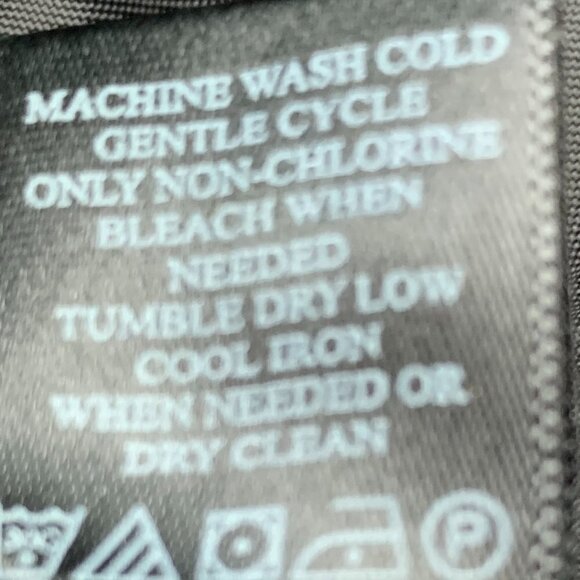 MACHINE WASH COLD
GENTLE CYCLE
ONLY NON-CHLORINE
BLEACH WHEN
NEEDED
TUMBLE DRY LOW
COOL IRON
WHEN NEEDED OR
DRY CLEAN
P